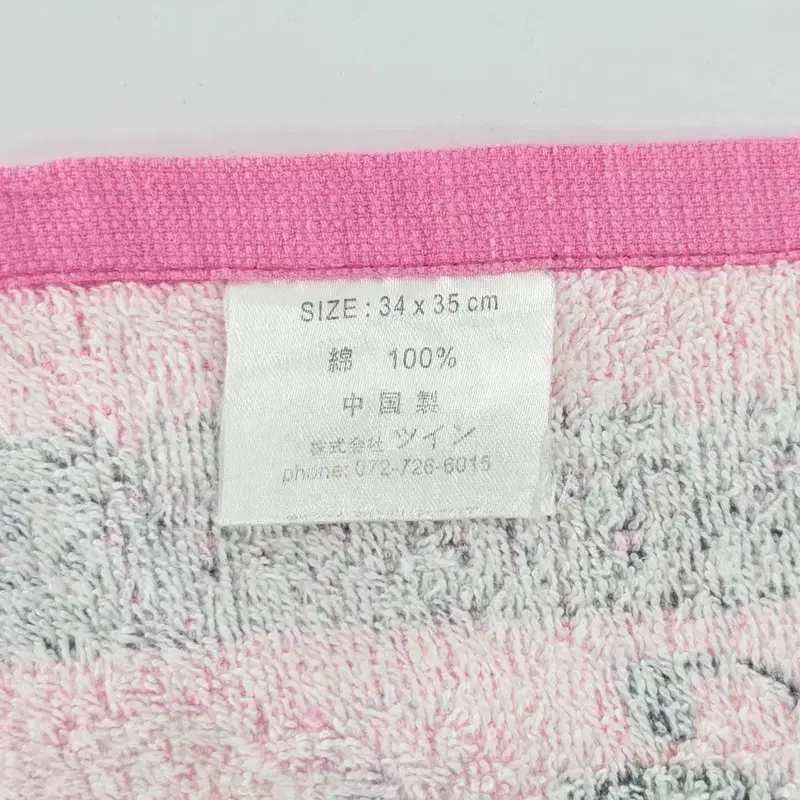 SIZE : 34 x 35 cm
綿 100%
中国製
株式会社 ツイン
phone: 072-726-6015